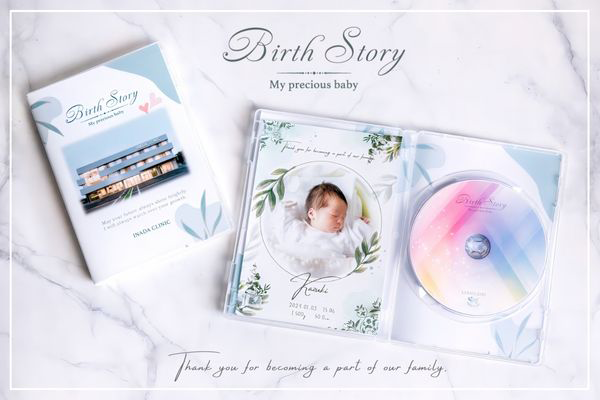 Birth Story
My precious baby
Birth Story
My precious baby
May your future always shine brightly.
I will always watch over your growth.
INADA CLINIC
Thank you for becoming a part of our family.
Kazuki
Birth Story
Thank you for becoming a part of our family.